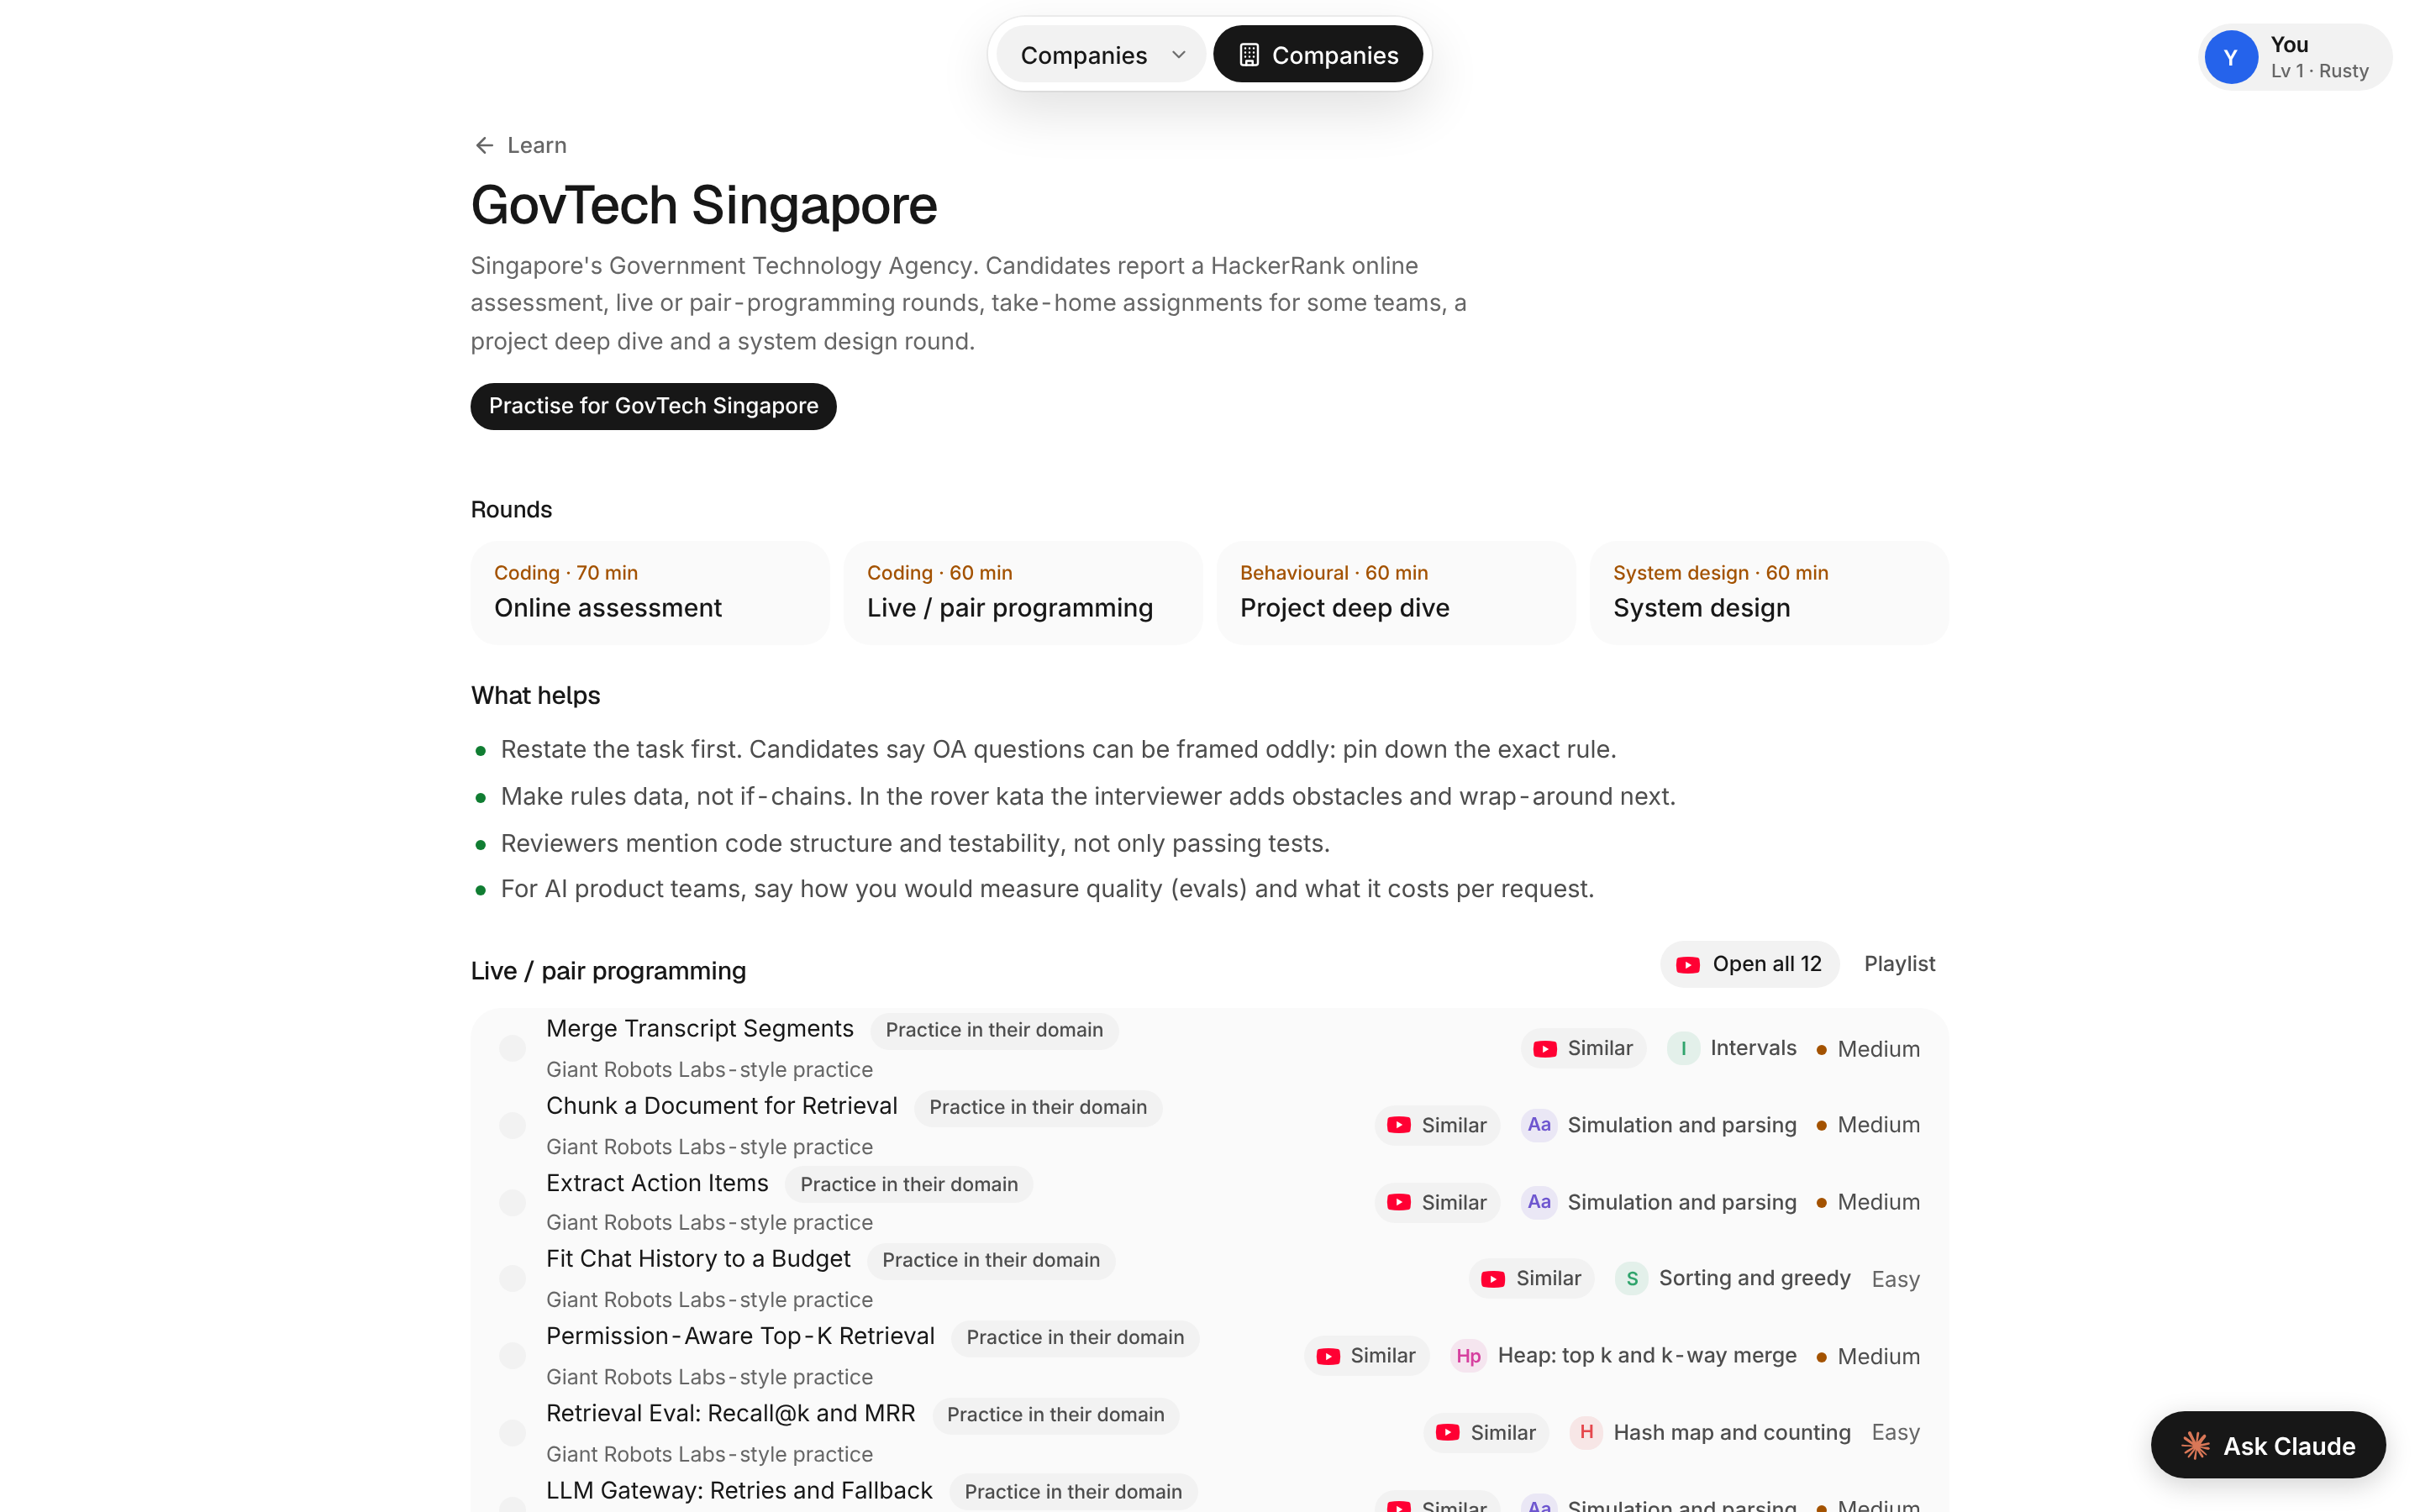 Companies
Companies
Y
You
Lv 1 · Rusty
Learn
GovTech Singapore
Singapore's Government Technology Agency. Candidates report a HackerRank online
assessment, live or pair-programming rounds, take-home assignments for some teams, a
project deep dive and a system design round.
Practise for GovTech Singapore
Rounds
Coding · 70 min
Online assessment
Coding · 60 min
Live / pair programming
Behavioural · 60 min
Project deep dive
System design · 60 min
System design
What helps
Restate the task first. Candidates say OA questions can be framed oddly: pin down the exact rule.
Make rules data, not if-chains. In the rover kata the interviewer adds obstacles and wrap-around next.
Reviewers mention code structure and testability, not only passing tests.
For AI product teams, say how you would measure quality (evals) and what it costs per request.
Live / pair programming
Open all 12 Playlist
Merge Transcript Segments Practice in their domain
Giant Robots Labs-style practice
Similar I Intervals Medium
Chunk a Document for Retrieval Practice in their domain
Giant Robots Labs-style practice
Similar Aa Simulation and parsing Medium
Extract Action Items Practice in their domain
Giant Robots Labs-style practice
Similar Aa Simulation and parsing Medium
Fit Chat History to a Budget Practice in their domain
Giant Robots Labs-style practice
Similar S Sorting and greedy Easy
Permission-Aware Top-K Retrieval Practice in their domain
Giant Robots Labs-style practice
Similar Hp Heap: top k and k-way merge Medium
Retrieval Eval: Recall@k and MRR Practice in their domain
Giant Robots Labs-style practice
Similar H Hash map and counting Easy
LLM Gateway: Retries and Fallback Practice in their domain
Similar Aa Simulation and parsing Medium
Ask Claude